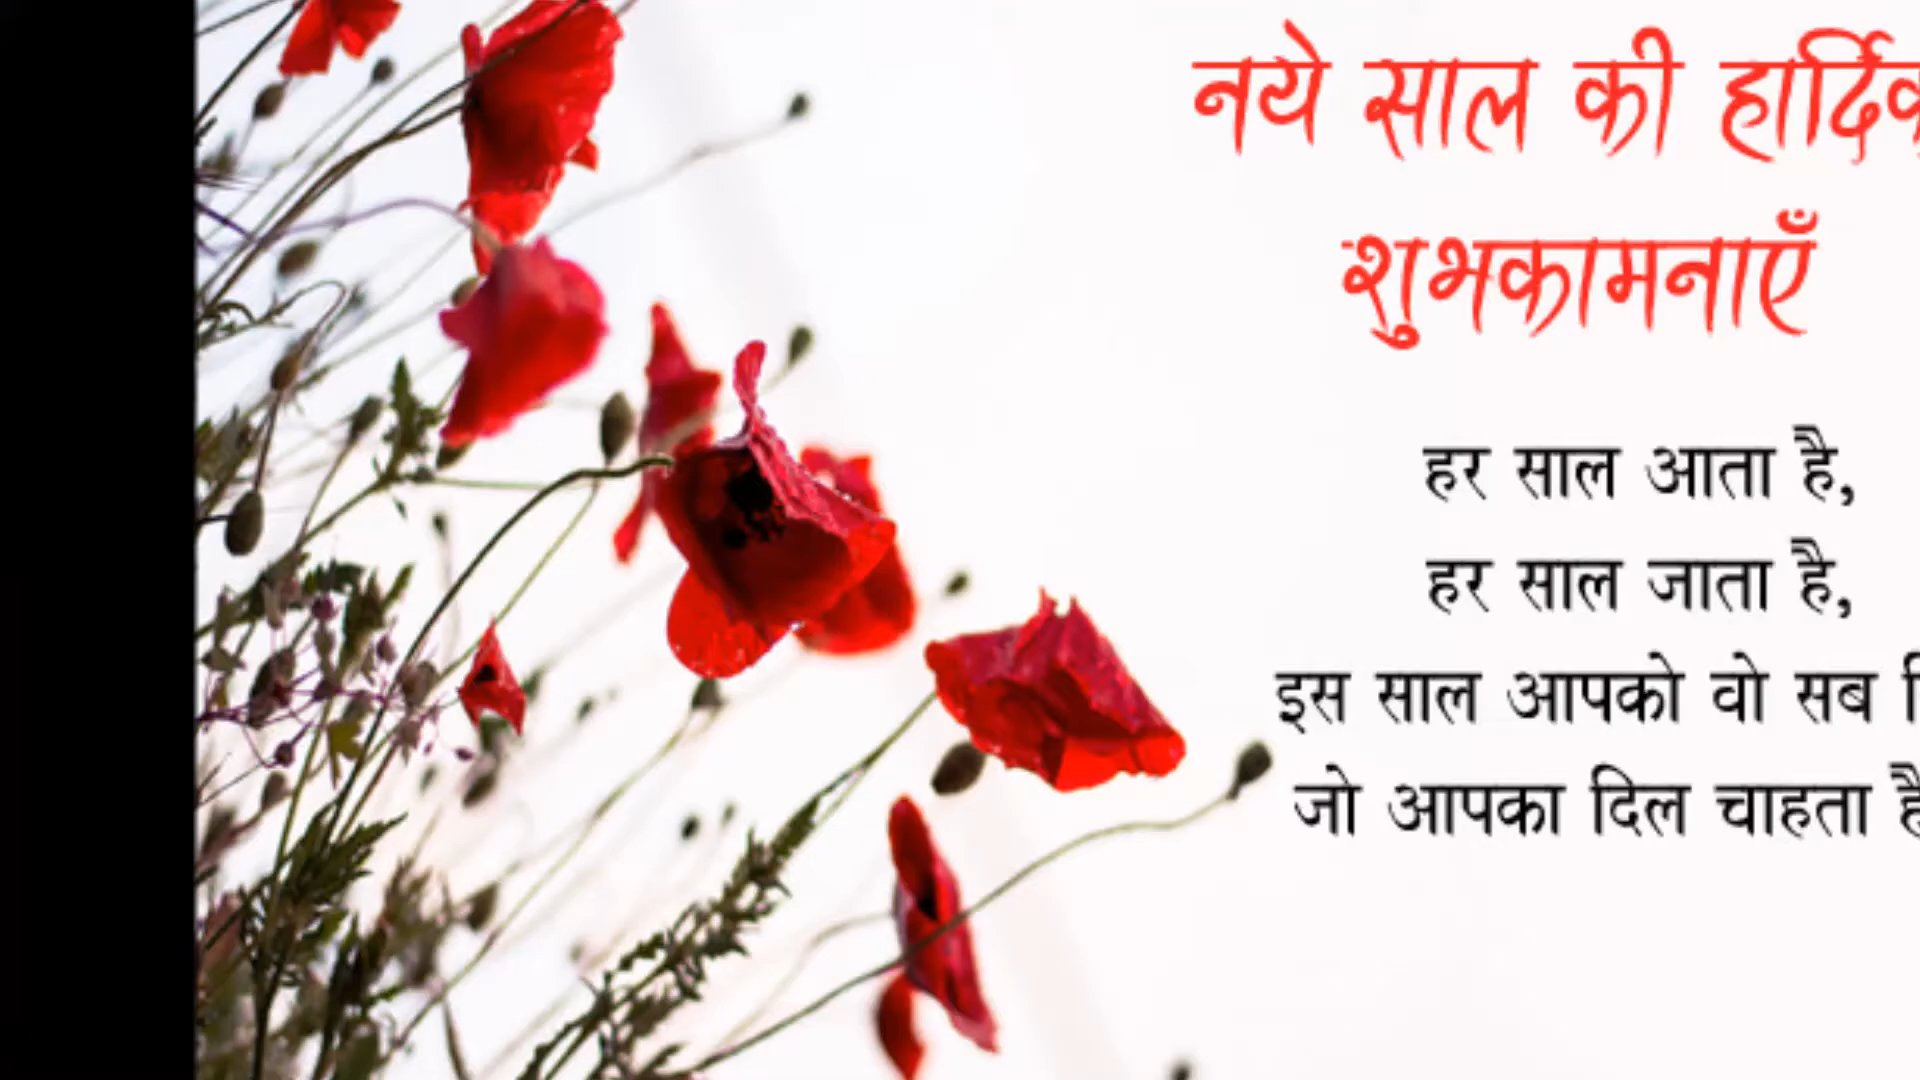 नये साल की हार्दिक
शुभकामनाएँ
हर साल आता है,
हर साल जाता है,
इस साल आपको वो सब
जो आपका दिल चाहता है